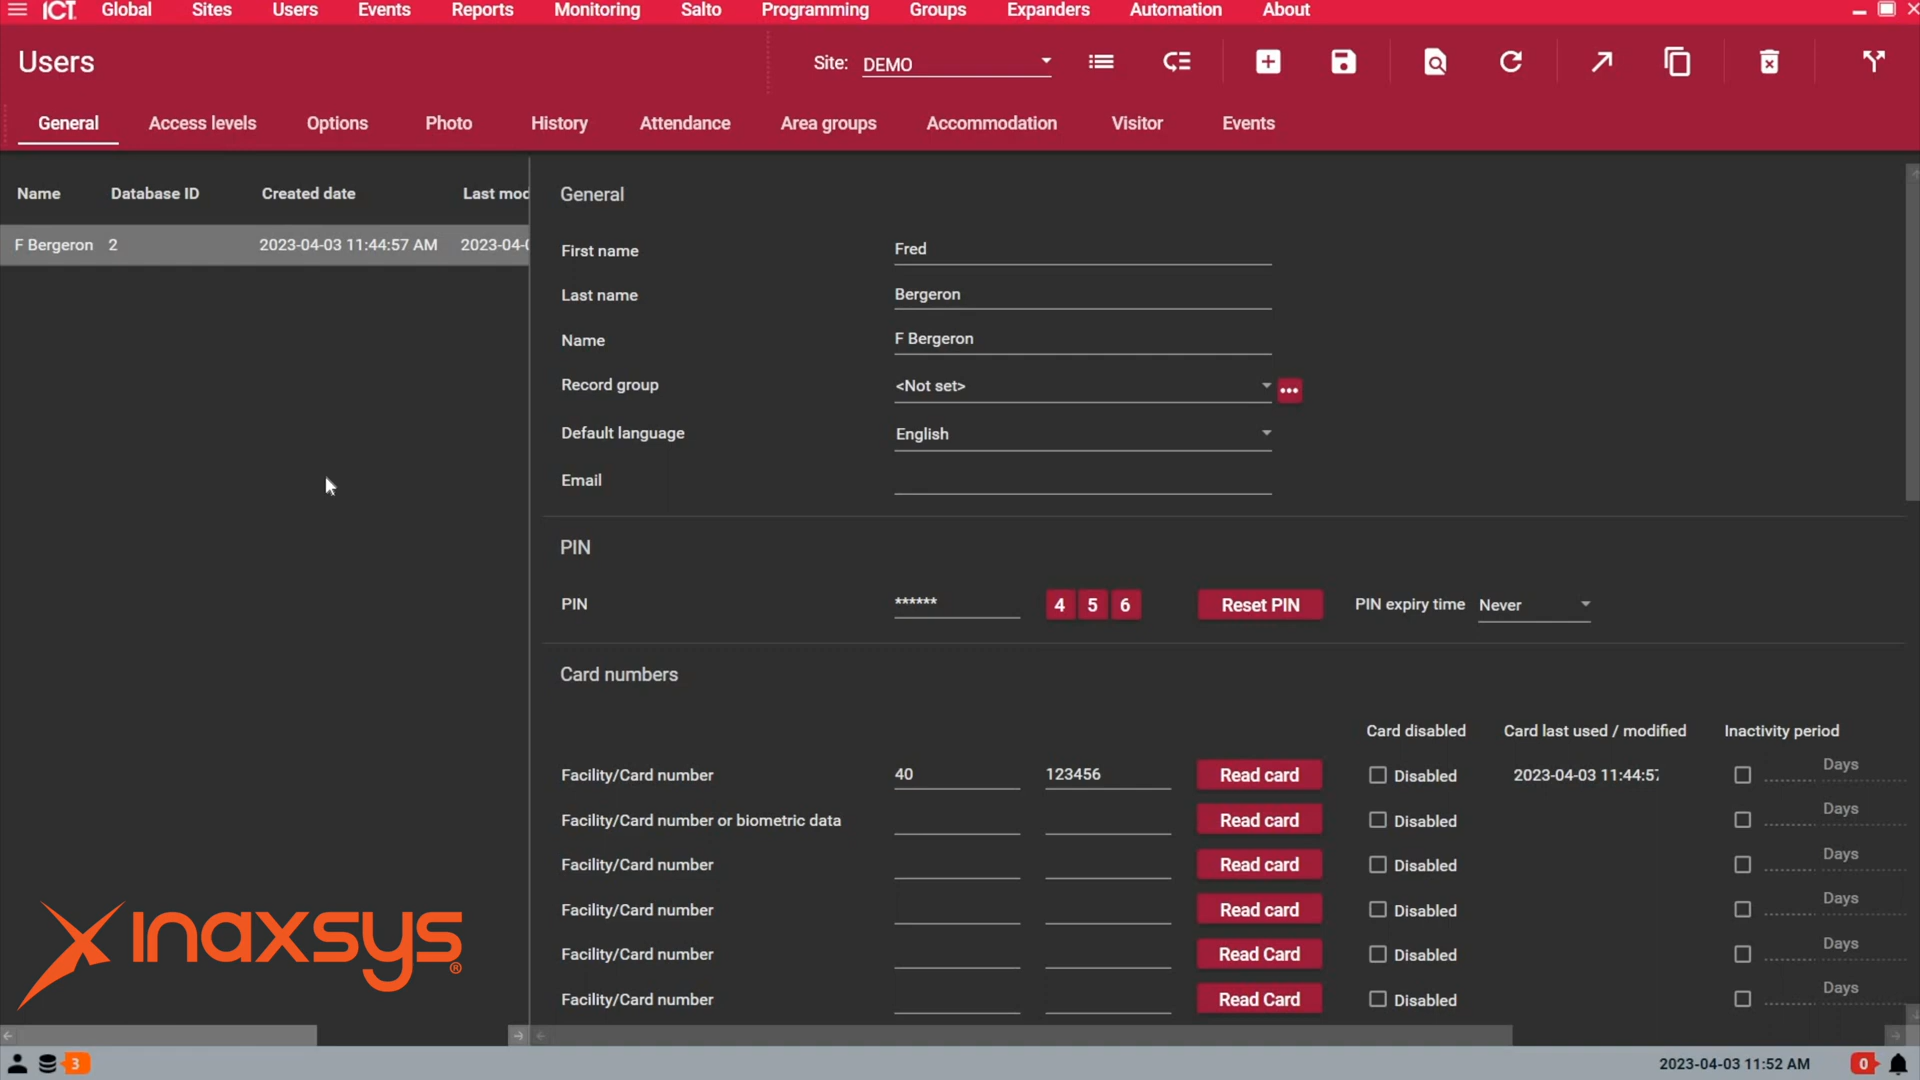 ICT Global Sites Users Events Reports Monitoring Salto Programming Groups Expanders Automation About
Users Site: DEMO
General Access levels Options Photo History Attendance Area groups Accommodation Visitor Events
Name Database ID Created date Last mod
F Bergeron 2 2023-04-03 11:44:57 AM 2023-04-0
General
First name Fred
Last name Bergeron
Name F Bergeron
Record group <Not set>
Default language English
Email
PIN
PIN ****** 4 5 6 Reset PIN PIN expiry time Never
Card numbers
Card disabled Card last used / modified Inactivity period
Facility/Card number 40 123456 Read card Disabled 2023-04-03 11:44:57 Days
Facility/Card number or biometric data Read card Disabled Days
Facility/Card number Read card Disabled Days
Facility/Card number Read card Disabled Days
Facility/Card number Read Card Disabled Days
Facility/Card number Read Card Disabled Days
inaxsys®
3 2023-04-03 11:52 AM 0